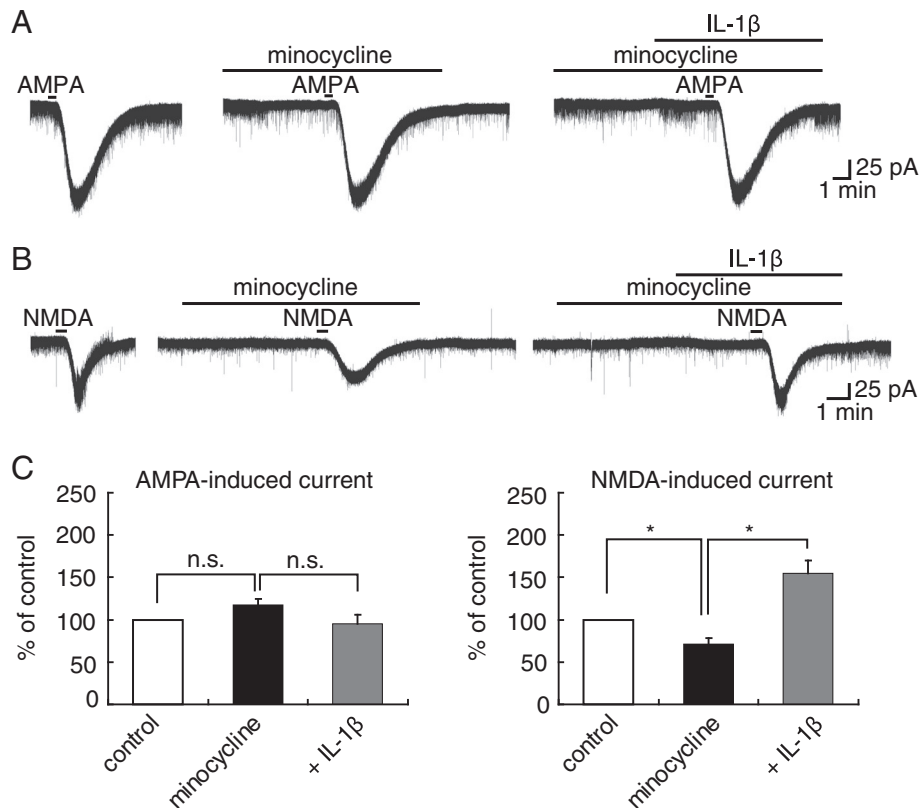 A
IL-1β
minocycline
minocycline
AMPA
AMPA
AMPA
25 pA
1 min
B
IL-1β
minocycline
minocycline
NMDA
NMDA
NMDA
25 pA
1 min
C
AMPA-induced current
% of control
250
200
150
100
50
0
n.s.
n.s.
control
minocycline
+ IL-1β
NMDA-induced current
% of control
250
200
150
100
50
0
*
*
control
minocycline
+ IL-1β